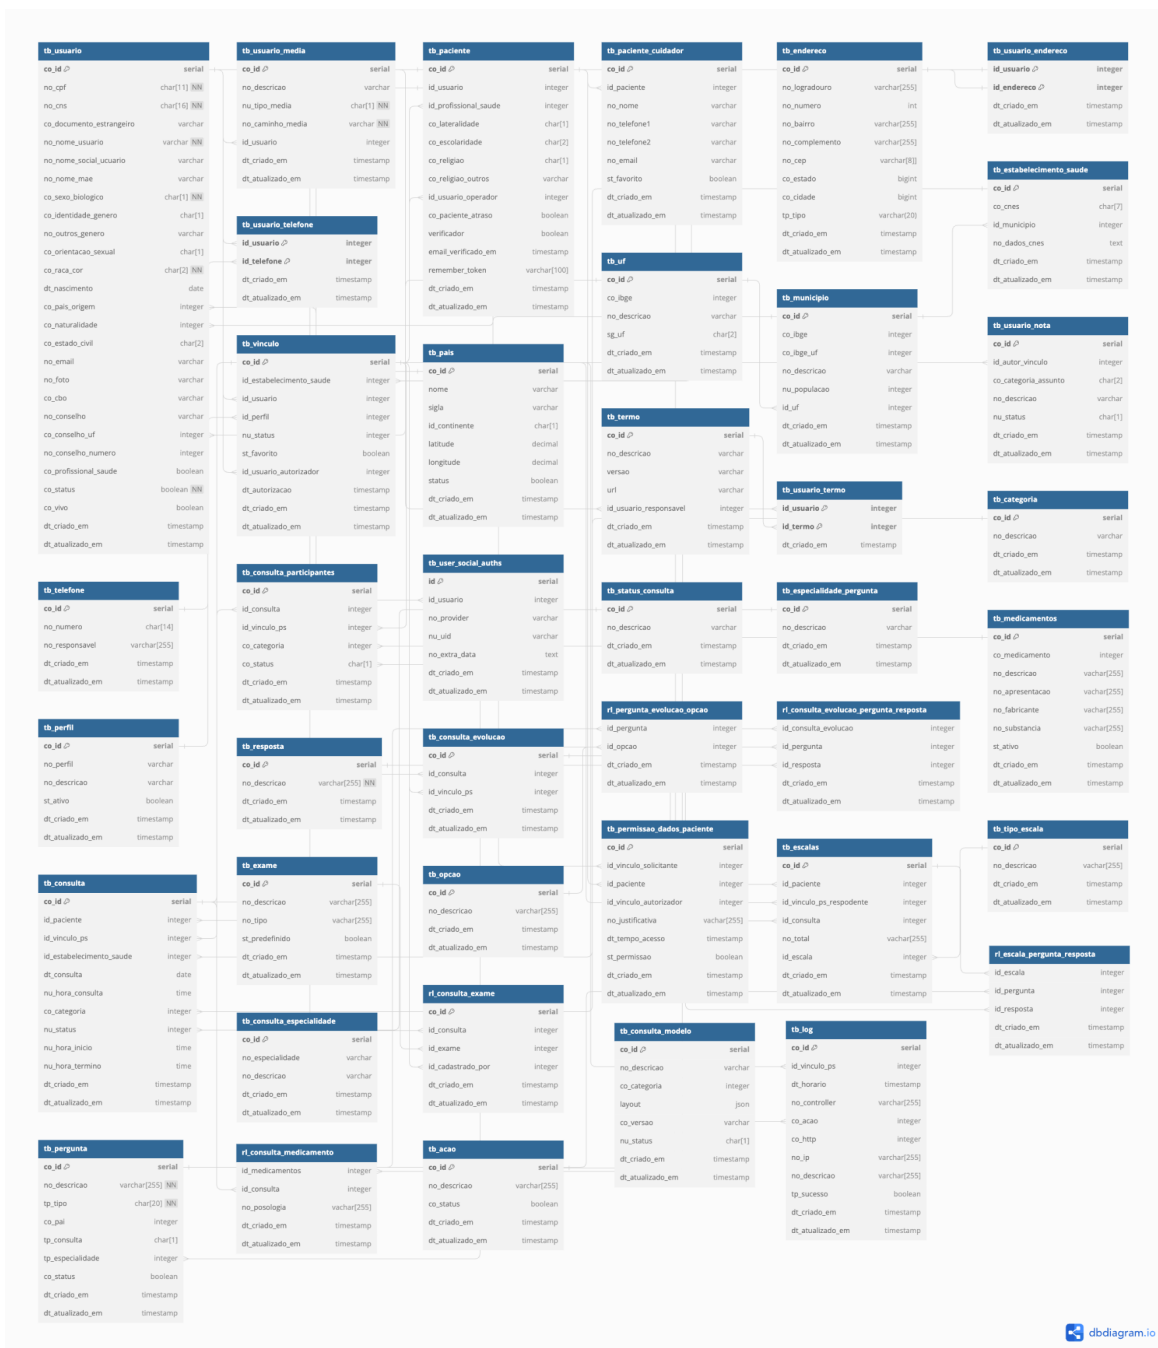 tb_usuario
co_id serial
no_cpf char[11] NN
no_cns char[16] NN
co_documento_estrangeiro varchar
no_nome_usuario varchar NN
no_nome_social_ucuario varchar
no_nome_mae varchar
co_sexo_biologico char[1] NN
co_identidade_genero char[1]
no_outros_genero varchar
co_orientacao_sexual char[1]
co_raca_cor char[2] NN
dt_nascimento date
co_pais_origem integer
co_naturalidade integer
co_estado_civil char[2]
no_email varchar
no_foto varchar
co_cbo varchar
no_conselho varchar
co_conselho_uf integer
no_conselho_numero integer
co_profissional_saude boolean
co_status boolean NN
co_vivo boolean
dt_criado_em timestamp
dt_atualizado_em timestamp
tb_telefone
co_id serial
no_numero char[14]
no_responsavel varchar[255]
dt_criado_em timestamp
dt_atualizado_em timestamp
tb_perfil
co_id serial
no_perfil varchar
no_descricao varchar
st_ativo boolean
dt_criado_em timestamp
dt_atualizado_em timestamp
tb_consulta
co_id serial
id_paciente integer
id_vinculo_ps integer
id_estabelecimento_saude integer
dt_consulta date
nu_hora_consulta time
co_categoria integer
nu_status integer
nu_hora_inicio time
nu_hora_termino time
dt_criado_em timestamp
dt_atualizado_em timestamp
tb_pergunta
co_id serial
no_descricao varchar[255] NN
tp_tipo char[20] NN
co_pai integer
tp_consulta char[1]
tp_especialidade integer
co_status boolean
dt_criado_em timestamp
dt_atualizado_em timestamp
tb_usuario_media
co_id serial
no_descricao varchar
nu_tipo_media char[1] NN
no_caminho_media varchar NN
id_usuario integer
dt_criado_em timestamp
dt_atualizado_em timestamp
tb_usuario_telefone
id_usuario integer
id_telefone integer
dt_criado_em timestamp
dt_atualizado_em timestamp
tb_vinculo
co_id serial
id_estabelecimento_saude integer
id_usuario integer
id_perfil integer
nu_status integer
st_favorito boolean
id_usuario_autorizador integer
dt_autorizacao timestamp
dt_criado_em timestamp
dt_atualizado_em timestamp
tb_consulta_participantes
co_id serial
id_consulta integer
id_vinculo_ps integer
co_categoria integer
co_status char[1]
dt_criado_em timestamp
dt_atualizado_em timestamp
tb_resposta
co_id serial
no_descricao varchar[255] NN
dt_criado_em timestamp
dt_atualizado_em timestamp
tb_exame
co_id serial
no_descricao varchar[255]
no_tipo vachar[255]
st_predefinido boolean
dt_criado_em timestamp
dt_atualizado_em timestamp
tb_consulta_especialidade
co_id serial
no_especialidade varchar
no_descricao varchar
dt_criado_em timestamp
dt_atualizado_em timestamp
rl_consulta_medicamento
id_medicamentos integer
id_consulta integer
no_posologia vachar[255]
dt_criado_em timestamp
dt_atualizado_em timestamp
tb_paciente
co_id serial
id_usuario integer
id_profissional_saude integer
co_lateralidade char[1]
co_escolaridade char[2]
co_religiao char[1]
co_religiao_outros varchar
id_usuario_operador integer
co_paciente_atraso boolean
verificador boolean
email_verificado_em timestamp
remember_token varchar[100]
dt_criado_em timestamp
dt_atualizado_em timestamp
tb_pais
co_id serial
nome varchar
sigla varchar
id_continente char[1]
latitude decimal
longitude decimal
status boolean
dt_criado_em timestamp
dt_atualizado_em timestamp
tb_user_social_auths
id serial
id_usuario integer
no_provider varchar
nu_uid varchar
no_extra_data text
dt_criado_em timestamp
dt_atualizado_em timestamp
tb_consulta_evolucao
co_id serial
id_consulta integer
id_vinculo_ps integer
dt_criado_em timestamp
dt_atualizado_em timestamp
tb_opcao
co_id serial
no_descricao varchar[255]
dt_criado_em timestamp
dt_atualizado_em timestamp
rl_consulta_exame
co_id serial
id_consulta integer
id_exame integer
id_cadastrado_por integer
dt_criado_em timestamp
dt_atualizado_em timestamp
tb_acao
co_id serial
no_descricao varchar[255]
co_status boolean
dt_criado_em timestamp
dt_atualizado_em timestamp
tb_paciente_cuidador
co_id serial
id_paciente integer
no_nome varchar
no_telefone1 varchar
no_telefone2 varchar
no_email varchar
st_favorito boolean
dt_criado_em timestamp
dt_atualizado_em timestamp
tb_uf
co_id serial
co_ibge integer
no_descricao varchar
sg_uf char[2]
dt_criado_em timestamp
dt_atualizado_em timestamp
tb_termo
co_id serial
no_descricao varchar
versao varchar
url varchar
id_usuario_responsavel integer
dt_criado_em timestamp
dt_atualizado_em timestamp
tb_status_consulta
co_id serial
no_descricao varchar
dt_criado_em timestamp
dt_atualizado_em timestamp
rl_pergunta_evolucao_opcao
id_pergunta integer
id_opcao integer
dt_criado_em timestamp
dt_atualizado_em timestamp
tb_permissao_dados_paciente
co_id serial
id_vinculo_solicitante integer
id_paciente integer
id_vinculo_autorizador integer
no_justificativa vachar[255]
dt_tempo_acesso timestamp
st_permissao boolean
dt_criado_em timestamp
dt_atualizado_em timestamp
tb_consulta_modelo
co_id serial
no_descricao varchar
co_categoria integer
layout json
co_versao varchar
nu_status char[1]
dt_criado_em timestamp
dt_atualizado_em timestamp
tb_endereco
co_id serial
no_logradouro varchar[255]
no_numero int
no_bairro varchar[255]
no_complemento varchar[255]
no_cep varchar[8]]
co_estado bigint
co_cidade bigint
tp_tipo varchar(20)
dt_criado_em timestamp
dt_atualizado_em timestamp
tb_municipio
co_id serial
co_ibge integer
co_ibge_uf integer
no_descricao varchar
nu_populacao integer
id_uf integer
dt_criado_em timestamp
dt_atualizado_em timestamp
tb_usuario_termo
id_usuario integer
id_termo integer
dt_criado_em timestamp
tb_especialidade_pergunta
co_id serial
no_descricao varchar
dt_criado_em timestamp
dt_atualizado_em timestamp
rl_consulta_evolucao_pergunta_resposta
id_consulta_evolucao integer
id_pergunta integer
id_resposta integer
dt_criado_em timestamp
dt_atualizado_em timestamp
tb_escalas
co_id serial
id_paciente integer
id_vinculo_ps_respodente integer
id_consulta integer
no_total vachar[255]
id_escala integer
dt_criado_em timestamp
dt_atualizado_em timestamp
tb_log
co_id serial
id_vinculo_ps integer
dt_horario timestamp
no_controller varchar[255]
co_acao integer
co_http integer
no_ip varchar[255]
no_descricao varchar[255]
tp_sucesso boolean
dt_criado_em timestamp
dt_atualizado_em timestamp
tb_usuario_endereco
id_usuario integer
id_endereco integer
dt_criado_em timestamp
dt_atualizado_em timestamp
tb_estabelecimento_saude
co_id serial
co_cnes char[7]
id_municipio integer
no_dados_cnes text
dt_criado_em timestamp
dt_atualizado_em timestamp
tb_usuario_nota
co_id serial
id_autor_vinculo integer
co_categoria_assunto char[2]
no_descricao varchar
nu_status char[1]
dt_criado_em timestamp
dt_atualizado_em timestamp
tb_categoria
co_id serial
no_descricao varchar
dt_criado_em timestamp
dt_atualizado_em timestamp
tb_medicamentos
co_id serial
co_medicamento integer
no_descricao vachar[255]
no_apresentacao vachar[255]
no_fabricante vachar[255]
no_substancia vachar[255]
st_ativo boolean
dt_criado_em timestamp
dt_atualizado_em timestamp
tb_tipo_escala
co_id serial
no_descricao vachar[255]
dt_criado_em timestamp
dt_atualizado_em timestamp
rl_escala_pergunta_resposta
id_escala integer
id_pergunta integer
id_resposta integer
dt_criado_em timestamp
dt_atualizado_em timestamp
dbdiagram.io